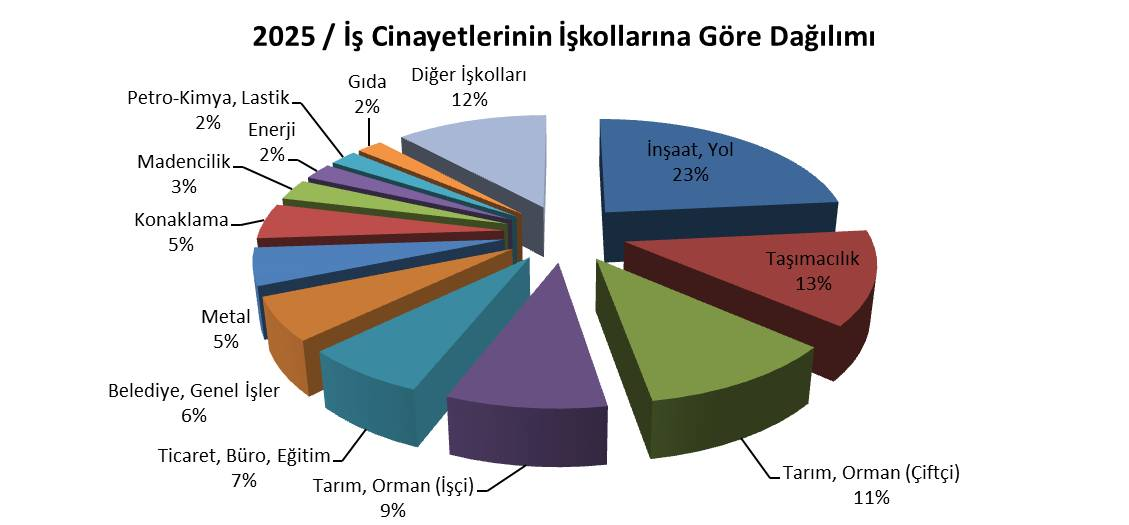 2025 / İş Cinayetlerinin İşkollarına Göre Dağılımı
İnşaat, Yol
23%
Taşımacılık
13%
Tarım, Orman (Çiftçi)
11%
Tarım, Orman (İşçi)
9%
Ticaret, Büro, Eğitim
7%
Belediye, Genel İşler
6%
Metal
5%
Konaklama
5%
Madencilik
3%
Enerji
2%
Petro-Kimya, Lastik
2%
Gıda
2%
Diğer İşkolları
12%